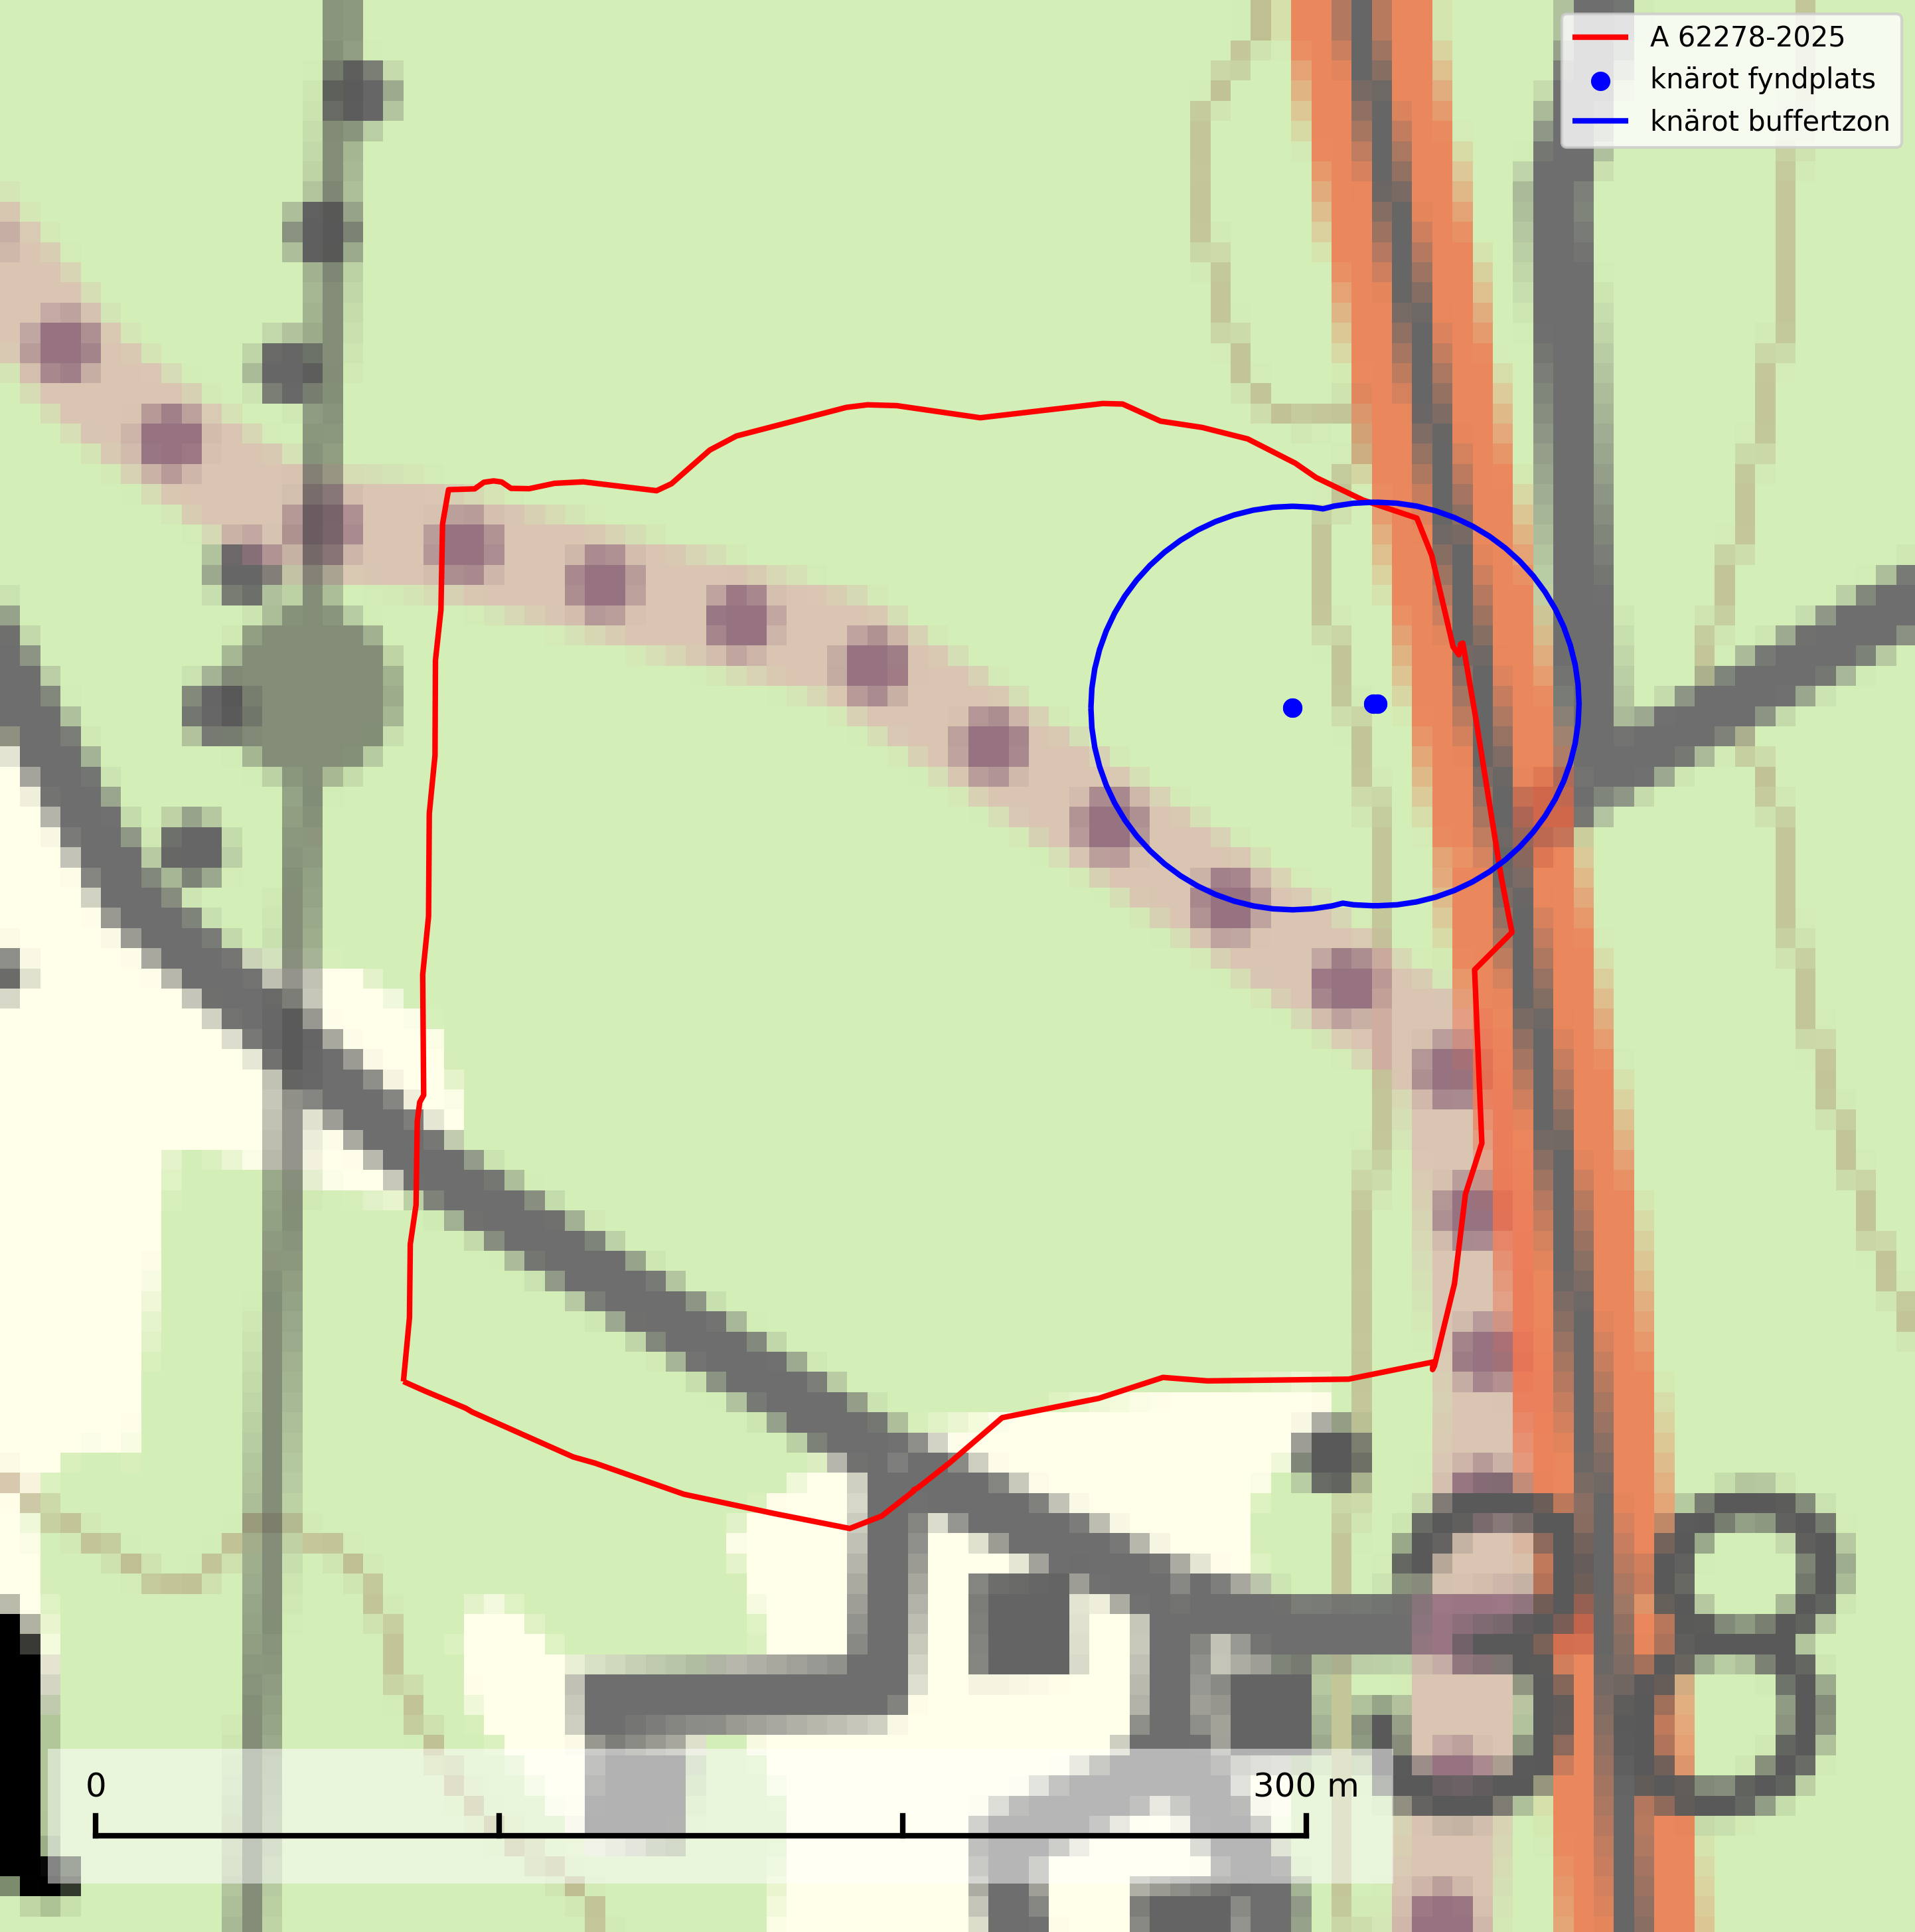 A 62278-2025
knärot fyndplats
knärot buffertzon
0
300 m